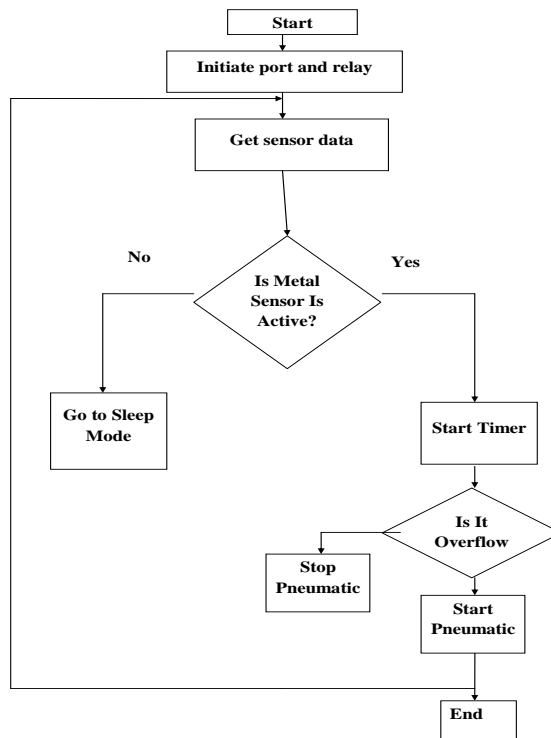 Start
Initiate port and relay
Get sensor data
No
Yes
Is Metal
Sensor Is
Active?
Go to Sleep
Mode
Start Timer
Is It
Overflow
Stop
Pneumatic
Start
Pneumatic
End